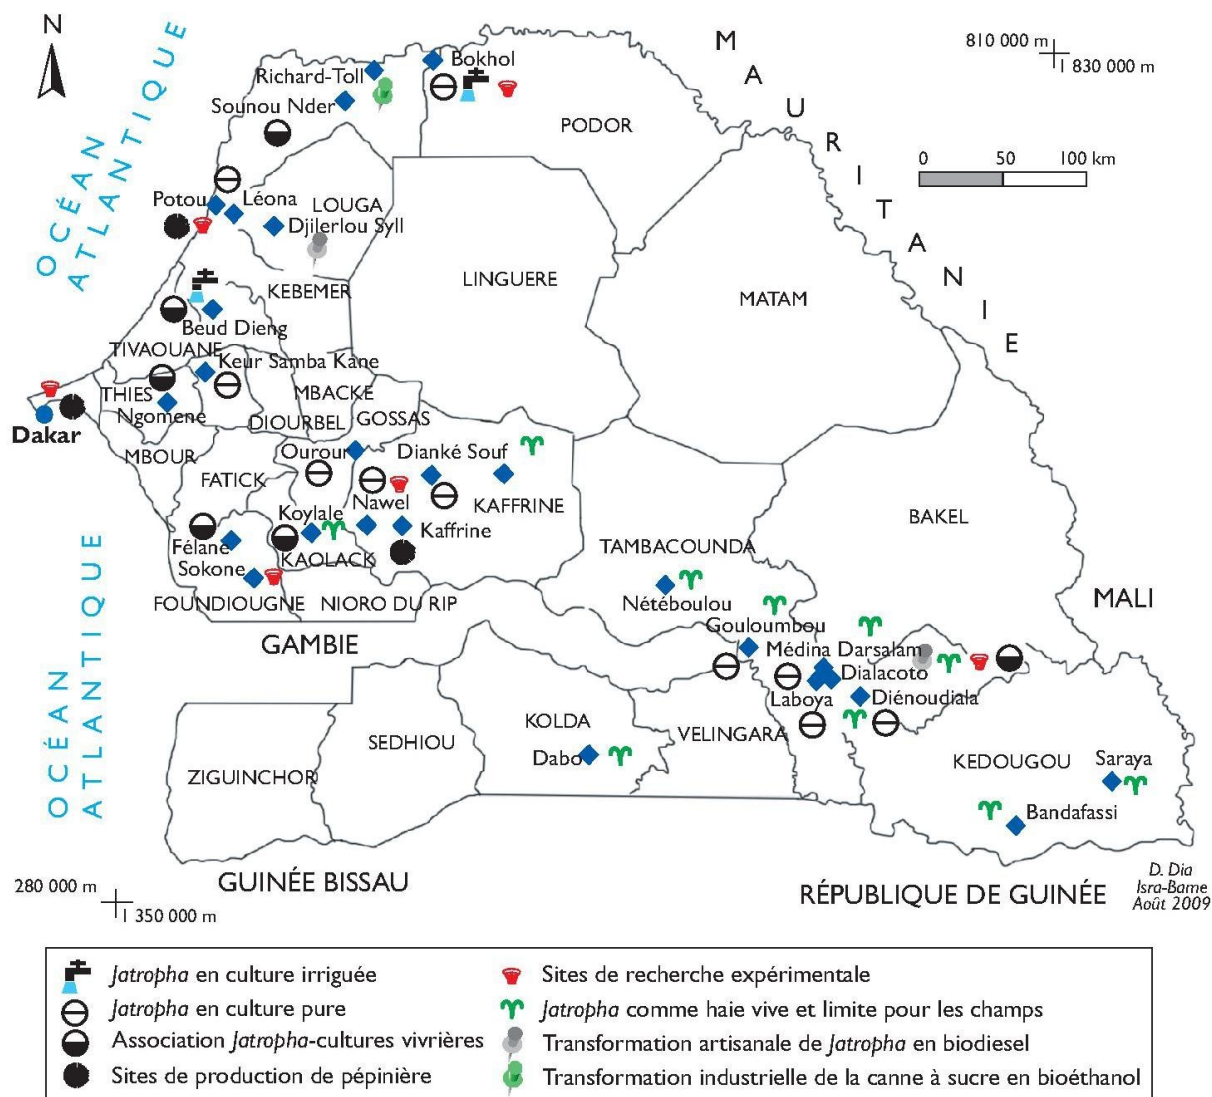 N
OCÉAN
ATLANTIQUE
MAURITANIE
810 000 m
1 830 000 m
0 50 100 km
Richard-Toll
Bokhol
Sounou Nder
PODOR
Potou
Léona
LOUGA
Djilerlou Syll
LINGUERE
MATAM
KEBEMER
Beud Dieng
TIVAOUANE
Keur Samba Kane
THIES
Ngomene
MBACKE
DIOURBEL
GOSSAS
Dakar
MBOUR
Ourour
Dianké Souf
FATICK
Nawel
KAFFRINE
Koylale
Kaffrine
BAKEL
Félane
KAOLACK
TAMBACOUNDA
Sokone
Nétéboulou
FOUNDIOUGNE
NIORO DU RIP
MALI
GAMBIE
Gouloumbou
Médina Darsalam
Dialacoto
Laboya
Diénoudiala
OCÉAN
ATLANTIQUE
KOLDA
VELINGARA
SEDHIOU
Dabo
KEDOUGOU
Saraya
ZIGUINCHOR
Bandafassi
GUINÉE BISSAU
RÉPUBLIQUE DE GUINÉE
280 000 m
1 350 000 m
D. Dia
Isra-Bame
Août 2009
Jatropha en culture irriguée
Jatropha en culture pure
Association Jatropha-cultures vivrières
Sites de production de pépinière
Sites de recherche expérimentale
Jatropha comme haie vive et limite pour les champs
Transformation artisanale de Jatropha en biodiesel
Transformation industrielle de la canne à sucre en bioéthanol